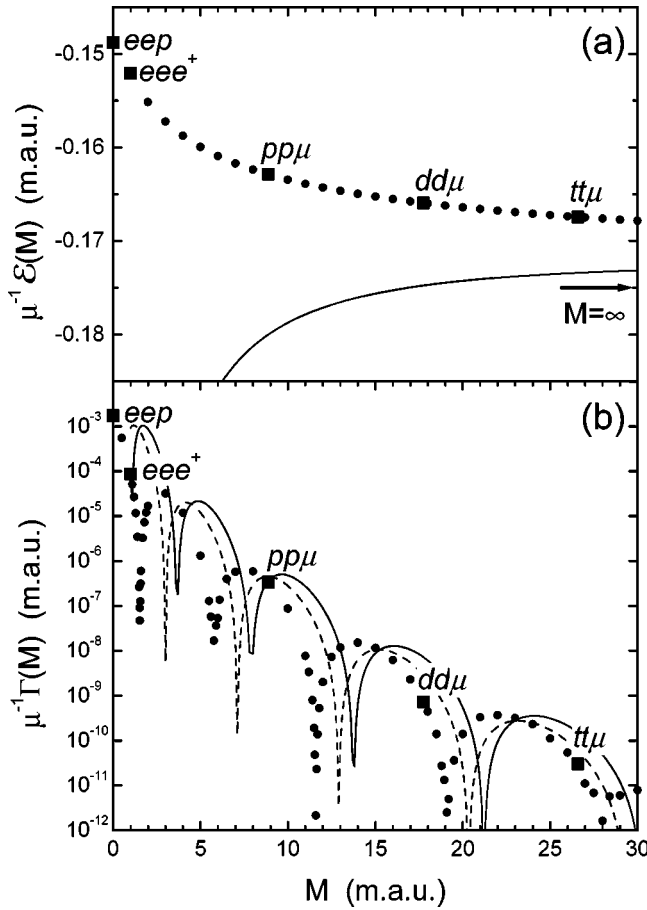 (a)
-0.15
-0.16
-0.17
-0.18
μ⁻¹ ℰ(M) (m.a.u.)
eep
eee⁺
ppμ
ddμ
ttμ
M=∞
(b)
10⁻³
10⁻⁴
10⁻⁵
10⁻⁶
10⁻⁷
10⁻⁸
10⁻⁹
10⁻¹⁰
10⁻¹¹
10⁻¹²
μ⁻¹Γ(M) (m.a.u.)
eep
eee⁺
ppμ
ddμ
ttμ
0 5 10 15 20 25 30
M (m.a.u.)